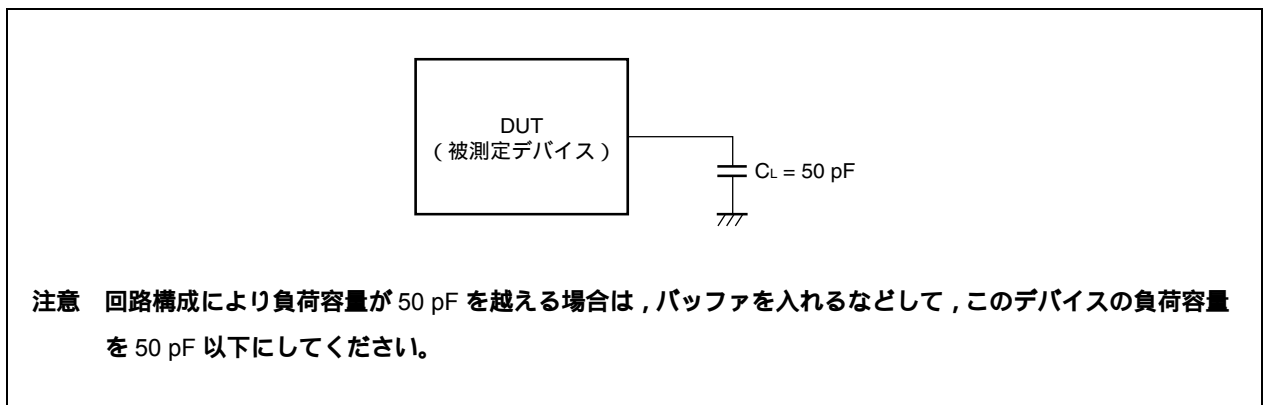 DUT
(被測定デバイス)
CL = 50 pF
注意 回路構成により負荷容量が 50 pF を越える場合は,バッファを入れるなどして,このデバイスの負荷容量
を 50 pF 以下にしてください。